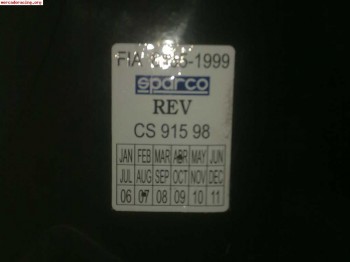 mercadoracing.org
FIA 8855-1999
sparco
REV
CS 915 98
JAN FEB MAR APR MAY JUN
JUL AUG SEP OCT NOV DEC
06 07 08 09 10 11